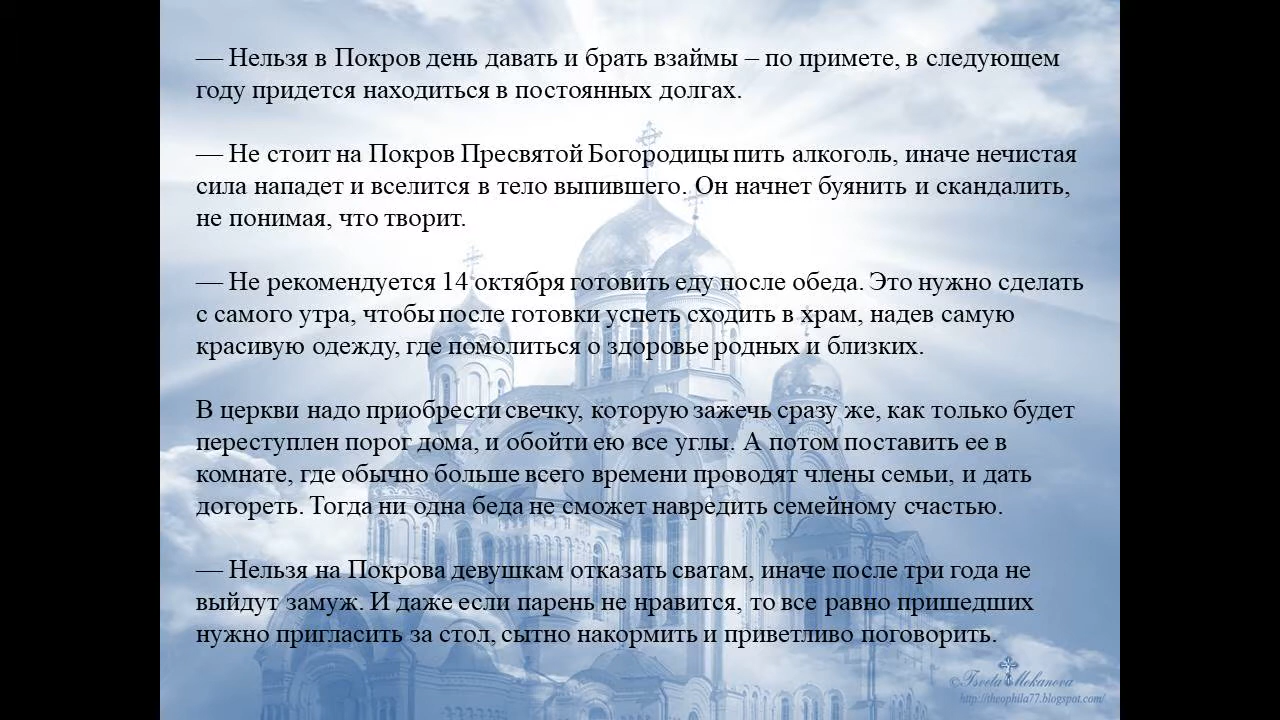 — Нельзя в Покров день давать и брать взаймы – по примете, в следующем
году придется находиться в постоянных долгах.
— Не стоит на Покров Пресвятой Богородицы пить алкоголь, иначе нечистая
сила нападет и вселится в тело выпившего. Он начнет буянить и скандалить,
не понимая, что творит.
— Не рекомендуется 14 октября готовить еду после обеда. Это нужно сделать
с самого утра, чтобы после готовки успеть сходить в храм, надев самую
красивую одежду, где помолиться о здоровье родных и близких.
В церкви надо приобрести свечку, которую зажечь сразу же, как только будет
переступлен порог дома, и обойти ею все углы. А потом поставить ее в
комнате, где обычно больше всего времени проводят члены семьи, и дать
догореть. Тогда ни одна беда не сможет навредить семейному счастью.
— Нельзя на Покрова девушкам отказать сватам, иначе после три года не
выйдут замуж. И даже если парень не нравится, то все равно пришедших
нужно пригласить за стол, сытно накормить и приветливо поговорить.
©Tsveta Mokanova
http://theophila77.blogspot.com/